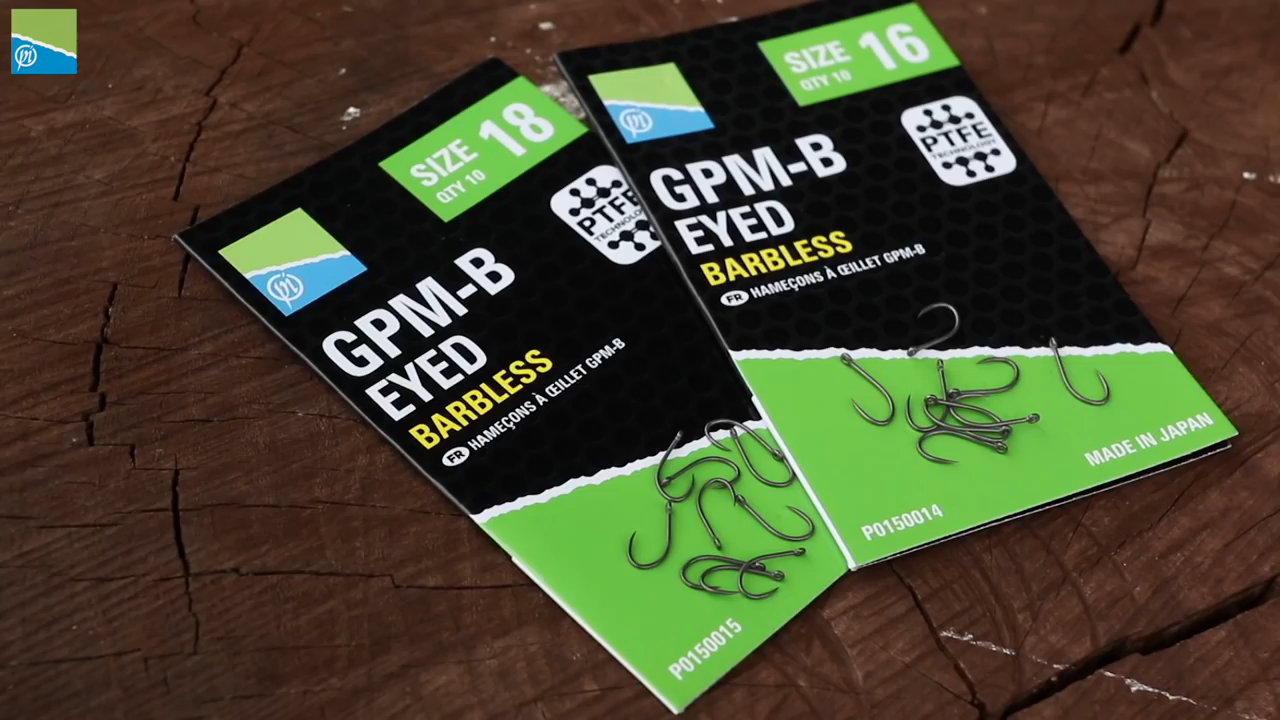 SIZE 18
QTY 10
PTFE
TECHNOLOGY
GPM-B
EYED
BARBLESS
FR HAMEÇONS À ŒILLET GPM-B
P0150015
SIZE 16
QTY 10
PTFE
TECHNOLOGY
GPM-B
EYED
BARBLESS
FR HAMEÇONS À ŒILLET GPM-B
MADE IN JAPAN
P0150014